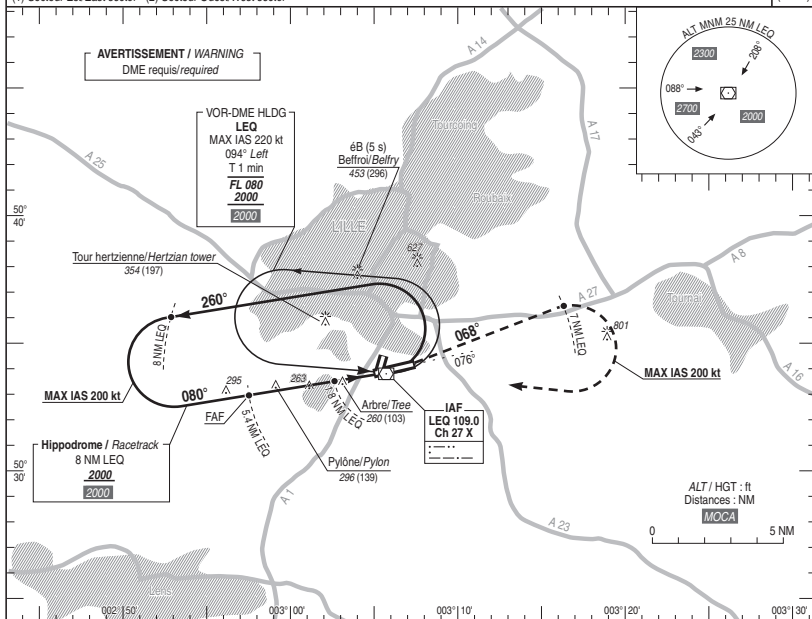 AVERTISSEMENT / WARNING
DME requis/required
VOR-DME HLDG
LEQ
MAX IAS 220 kt
094° Left
T 1 min
FL 080
2000
2000
éB (5 s)
Beffroi/Belfry
453 (296)
A 14
Tourcoing
A 17
ALT MNM 25 NM LEQ
2300
208°
088°
2700
2000
043°
A 25
Roubaix
50°
40'
LILLE
627
Tour hertzienne/Hertzian tower
354 (197)
A 8
A 27
Tournai
260°
8 NM LEQ
068°
076°
7 NM LEQ
801
A 16
MAX IAS 200 kt
MAX IAS 200 kt
080°
295
263
FAF
5.4 NM LEQ
1.8 NM LEQ
Arbre/Tree
260 (103)
IAF
LEQ 109.0
Ch 27 X
Hippodrome / Racetrack
8 NM LEQ
2000
2000
Pylône/Pylon
296 (139)
50°
30'
A 1
A 23
ALT / HGT : ft
Distances : NM
MOCA
0 5 NM
Lens
002°50' 003°00' 003°10' 003°20' 003°30'